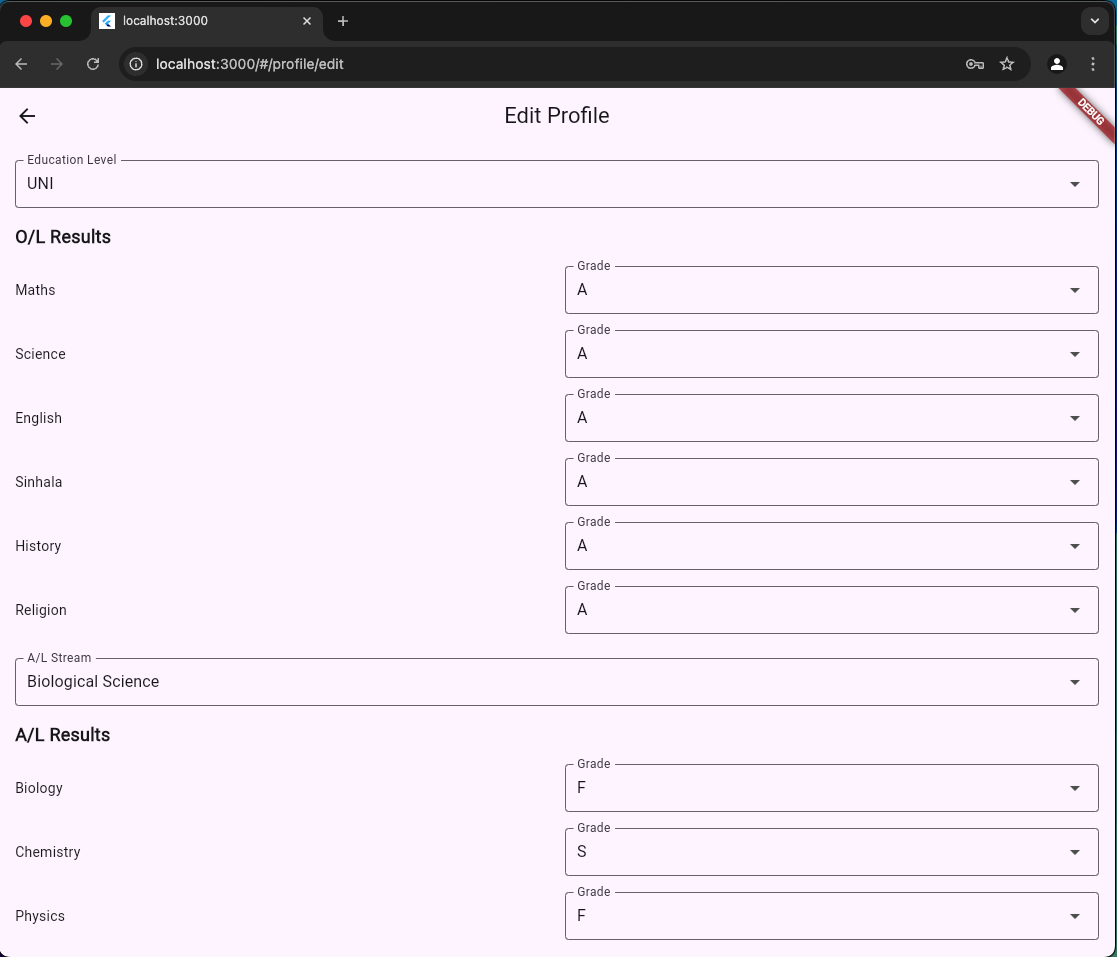 localhost:3000
localhost:3000/#/profile/edit
Edit Profile
DEBUG
Education Level
UNI
O/L Results
Grade
Maths
A
Grade
Science
A
Grade
English
A
Grade
Sinhala
A
Grade
History
A
Grade
Religion
A
A/L Stream
Biological Science
A/L Results
Grade
Biology
F
Grade
Chemistry
S
Grade
Physics
F